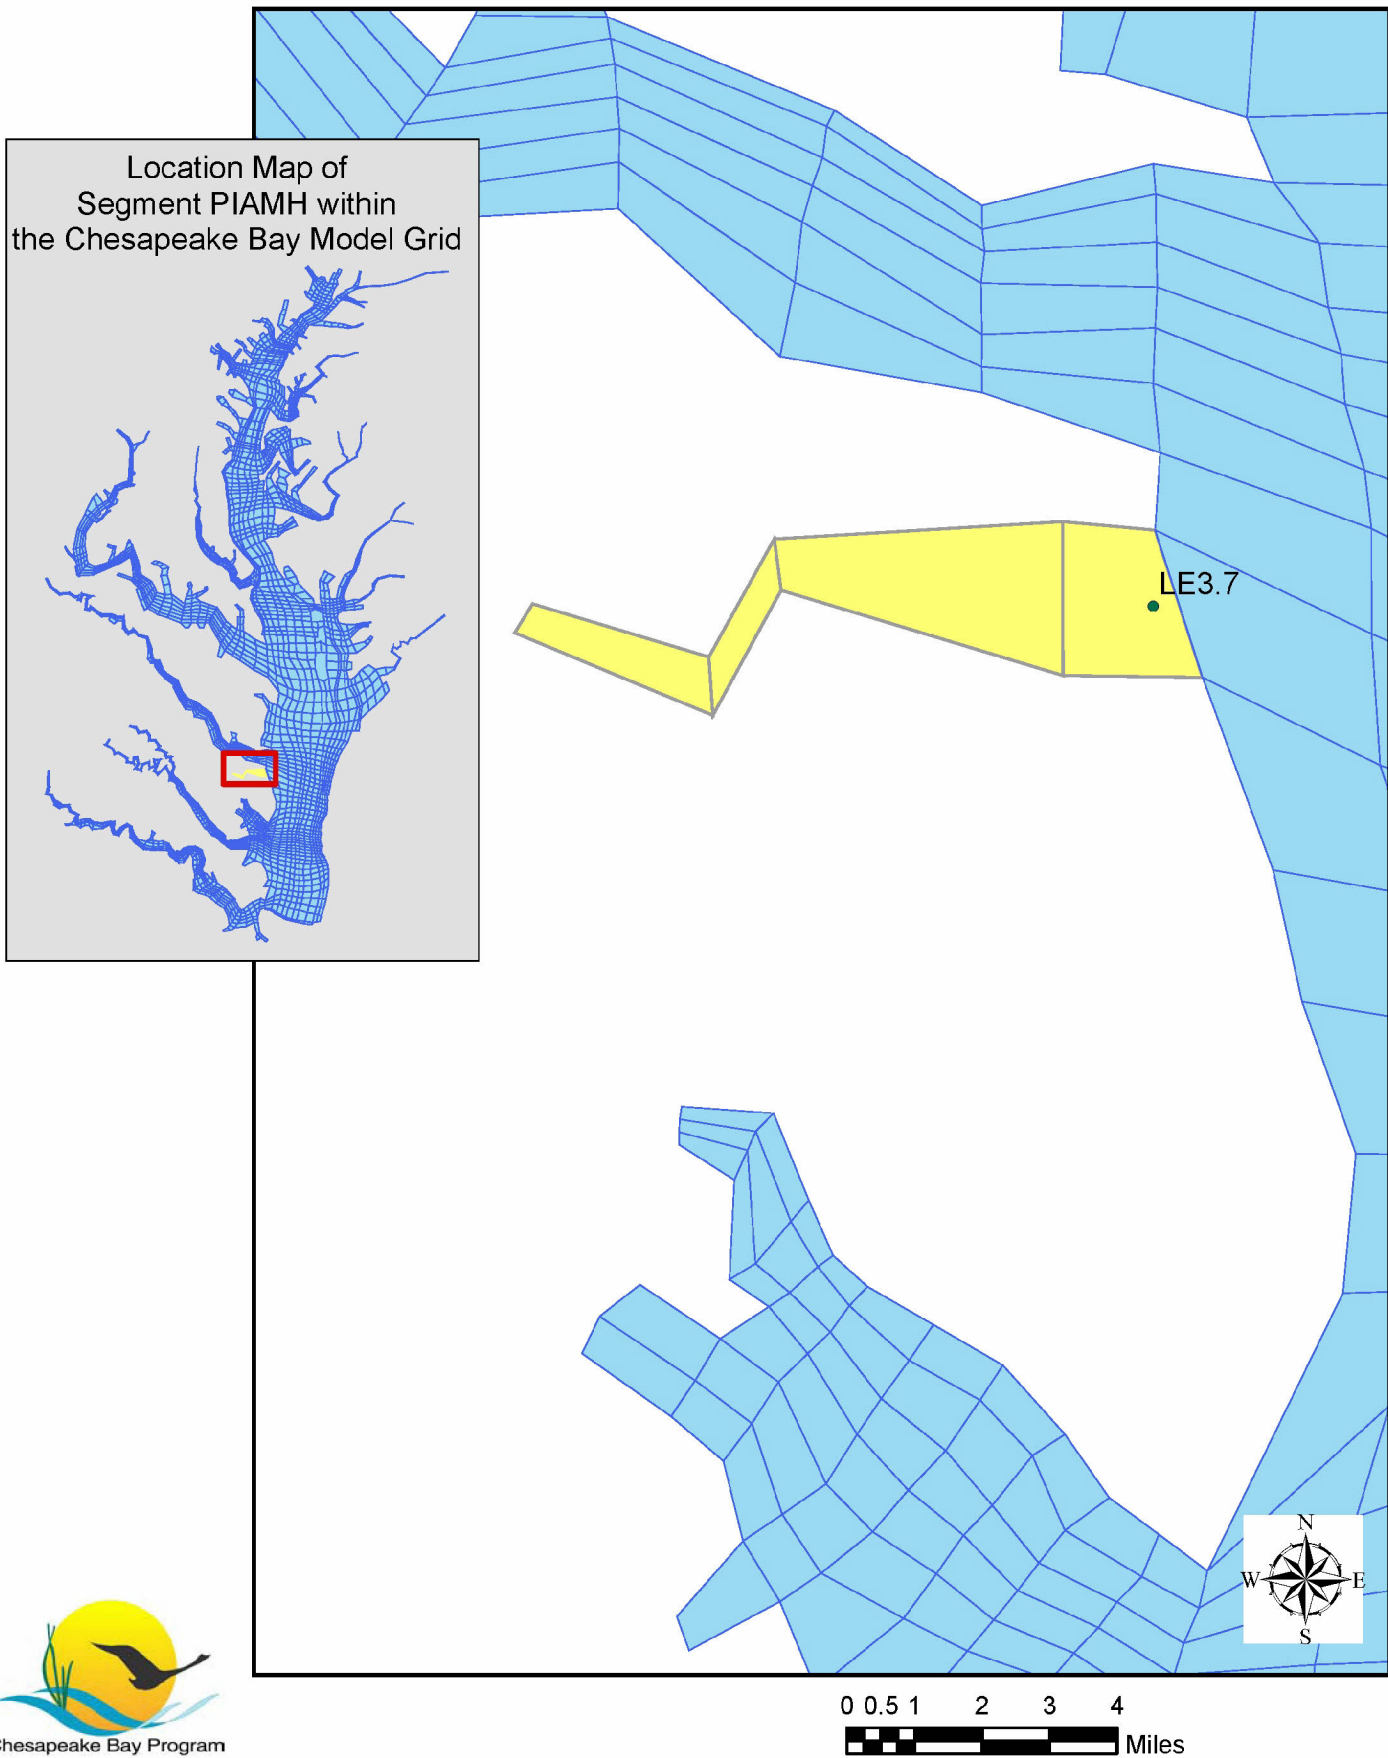 Location Map of
Segment PIAMH within
the Chesapeake Bay Model Grid
LE3.7
N
W E
S
0 0.5 1 2 3 4
Miles
hesapeake Bay Program